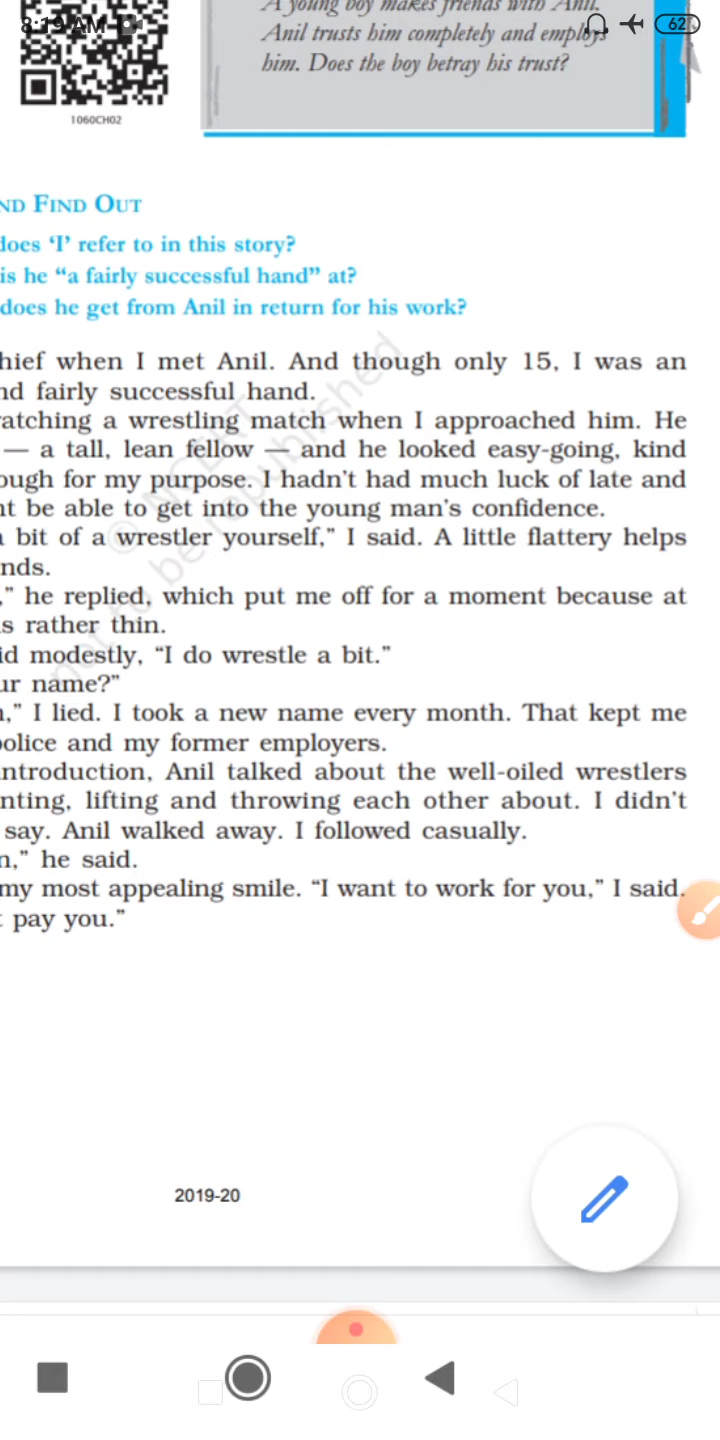 8:19 AM
62
A young boy makes friends with Anil.
Anil trusts him completely and employs
him. Does the boy betray his trust?
1060CH02
ND FIND OUT
does ‘I’ refer to in this story?
is he “a fairly successful hand” at?
does he get from Anil in return for his work?
hief when I met Anil. And though only 15, I was an
nd fairly successful hand.
atching a wrestling match when I approached him. He
— a tall, lean fellow — and he looked easy-going, kind
ough for my purpose. I hadn’t had much luck of late and
ht be able to get into the young man’s confidence.
a bit of a wrestler yourself,” I said. A little flattery helps
nds.
,” he replied, which put me off for a moment because at
s rather thin.
id modestly, “I do wrestle a bit.”
ur name?”
,” I lied. I took a new name every month. That kept me
police and my former employers.
introduction, Anil talked about the well-oiled wrestlers
nting, lifting and throwing each other about. I didn’t
say. Anil walked away. I followed casually.
n,” he said.
my most appealing smile. “I want to work for you,” I said.
t pay you.”
© NCERT
not to be republished
2019-20